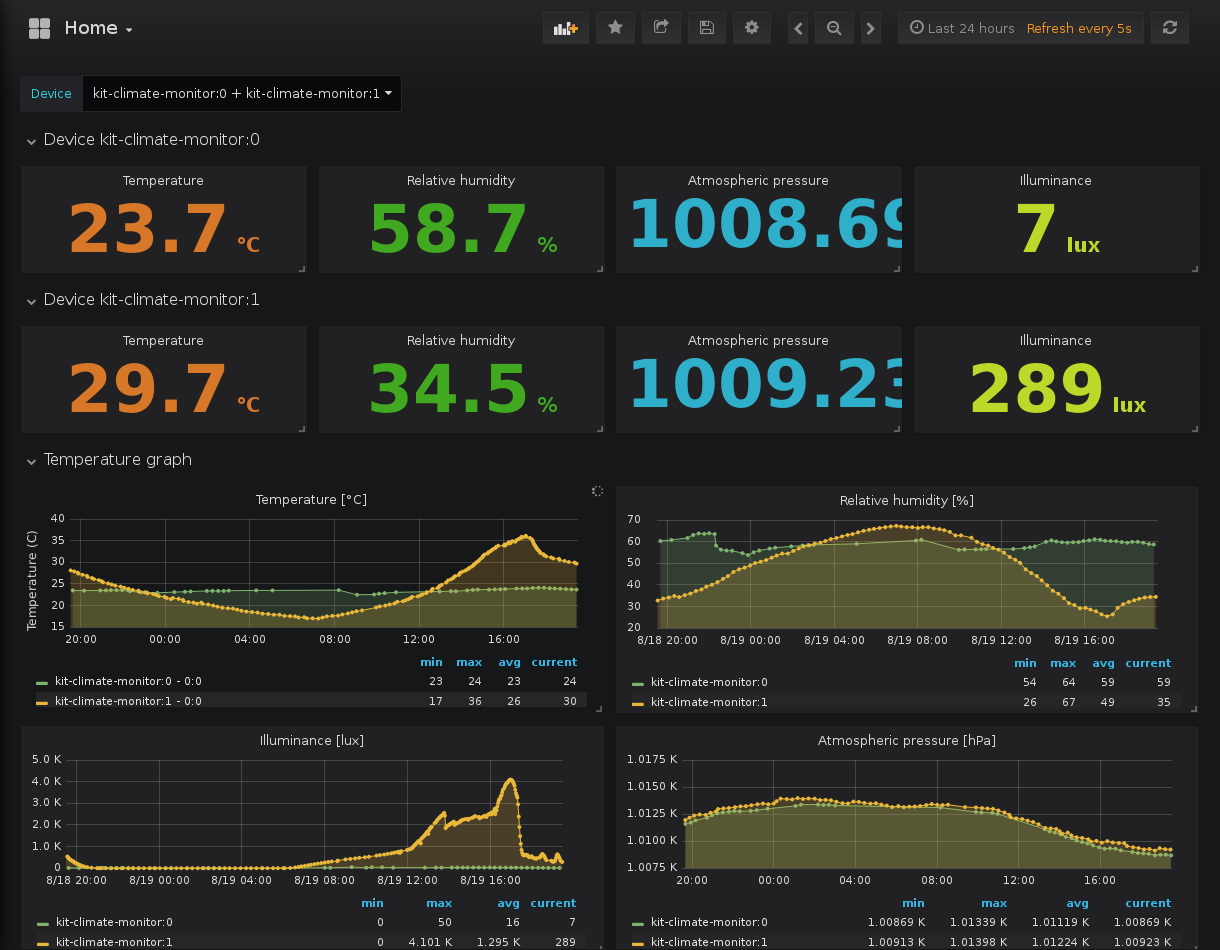 Home
Last 24 hours Refresh every 5s
Device kit-climate-monitor:0 + kit-climate-monitor:1
Device kit-climate-monitor:0
Temperature Relative humidity Atmospheric pressure Illuminance
23.7 °C 58.7 % 1008.69 7 lux
Device kit-climate-monitor:1
Temperature Relative humidity Atmospheric pressure Illuminance
29.7 °C 34.5 % 1009.23 289 lux
Temperature graph
Temperature [°C]
Temperature (C)
40
35
30
25
20
15
20:00 00:00 04:00 08:00 12:00 16:00
min max avg current
kit-climate-monitor:0 - 0:0 23 24 23 24
kit-climate-monitor:1 - 0:0 17 36 26 30
Relative humidity [%]
70
60
50
40
30
20
8/18 20:00 8/19 00:00 8/19 04:00 8/19 08:00 8/19 12:00 8/19 16:00
min max avg current
kit-climate-monitor:0 54 64 59 59
kit-climate-monitor:1 26 67 49 35
Illuminance [lux]
5.0 K
4.0 K
3.0 K
2.0 K
1.0 K
0
8/18 20:00 8/19 00:00 8/19 04:00 8/19 08:00 8/19 12:00 8/19 16:00
min max avg current
kit-climate-monitor:0 0 50 16 7
kit-climate-monitor:1 0 4.101 K 1.295 K 289
Atmospheric pressure [hPa]
1.0175 K
1.0150 K
1.0125 K
1.0100 K
1.0075 K
20:00 00:00 04:00 08:00 12:00 16:00
min max avg current
kit-climate-monitor:0 1.00869 K 1.01339 K 1.01119 K 1.00869 K
kit-climate-monitor:1 1.00913 K 1.01398 K 1.01224 K 1.00923 K